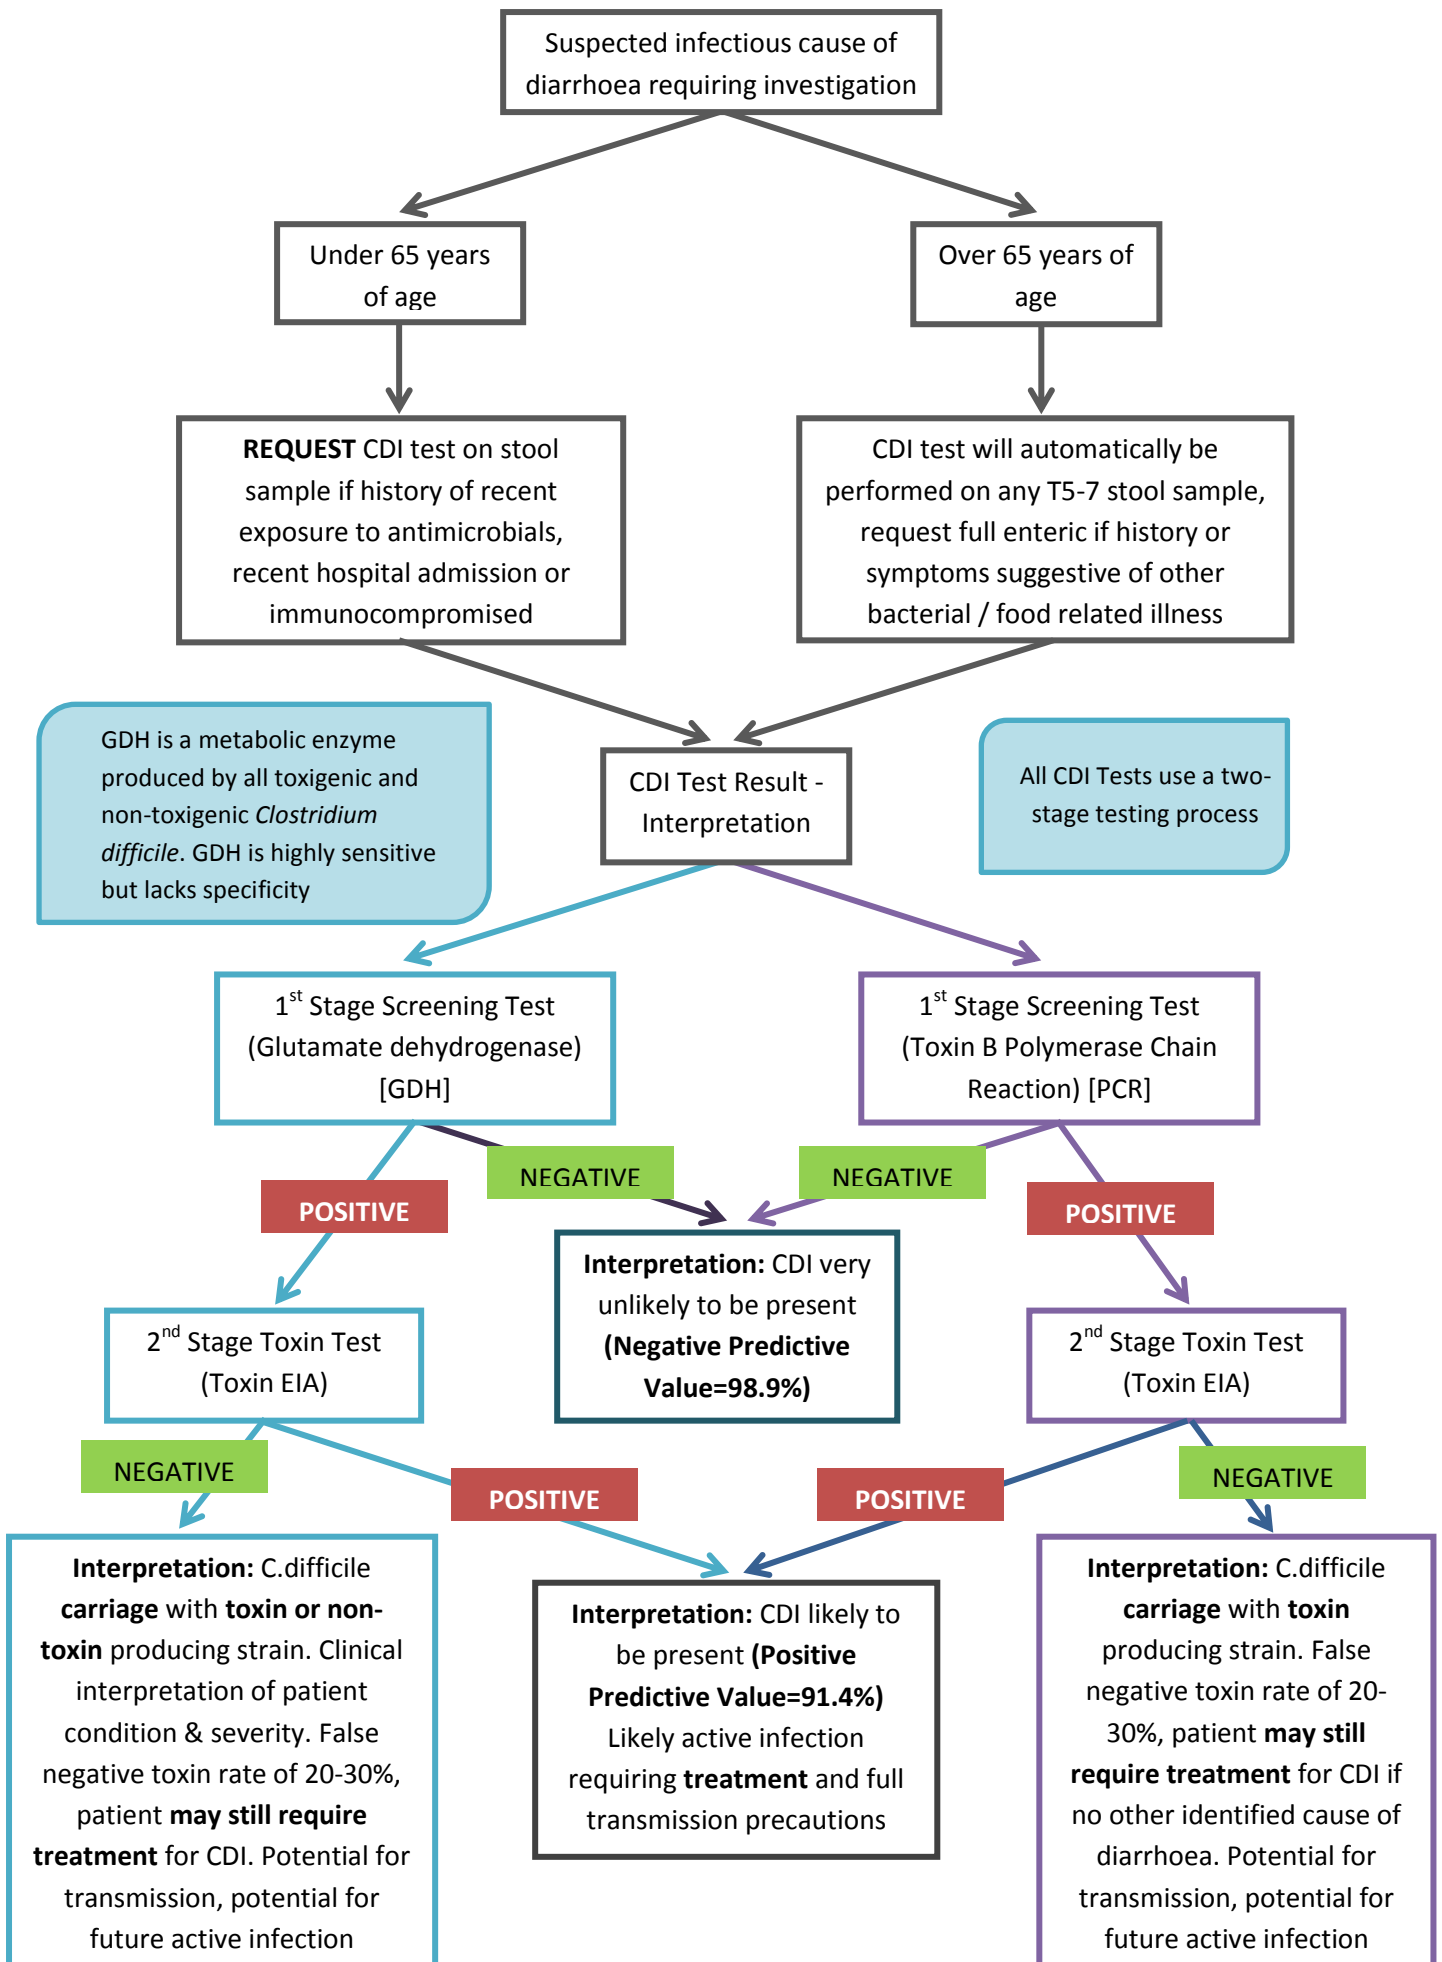 Suspected infectious cause of
diarrhoea requiring investigation
Under 65 years
of age
Over 65 years of
age
REQUEST CDI test on stool
sample if history of recent
exposure to antimicrobials,
recent hospital admission or
immunocompromised
CDI test will automatically be
performed on any T5-7 stool sample,
request full enteric if history or
symptoms suggestive of other
bacterial / food related illness
GDH is a metabolic enzyme
produced by all toxigenic and
non-toxigenic Clostridium
difficile. GDH is highly sensitive
but lacks specificity
CDI Test Result -
Interpretation
All CDI Tests use a two-
stage testing process
1st Stage Screening Test
(Glutamate dehydrogenase)
[GDH]
1st Stage Screening Test
(Toxin B Polymerase Chain
Reaction) [PCR]
NEGATIVE
NEGATIVE
POSITIVE
POSITIVE
Interpretation: CDI very
unlikely to be present
(Negative Predictive
Value=98.9%)
2nd Stage Toxin Test
(Toxin EIA)
2nd Stage Toxin Test
(Toxin EIA)
NEGATIVE
POSITIVE
POSITIVE
NEGATIVE
Interpretation: C.difficile
carriage with toxin or non-
toxin producing strain. Clinical
interpretation of patient
condition & severity. False
negative toxin rate of 20-30%,
patient may still require
treatment for CDI. Potential for
transmission, potential for
future active infection
Interpretation: CDI likely to
be present (Positive
Predictive Value=91.4%)
Likely active infection
requiring treatment and full
transmission precautions
Interpretation: C.difficile
carriage with toxin
producing strain. False
negative toxin rate of 20-
30%, patient may still
require treatment for CDI if
no other identified cause of
diarrhoea. Potential for
transmission, potential for
future active infection